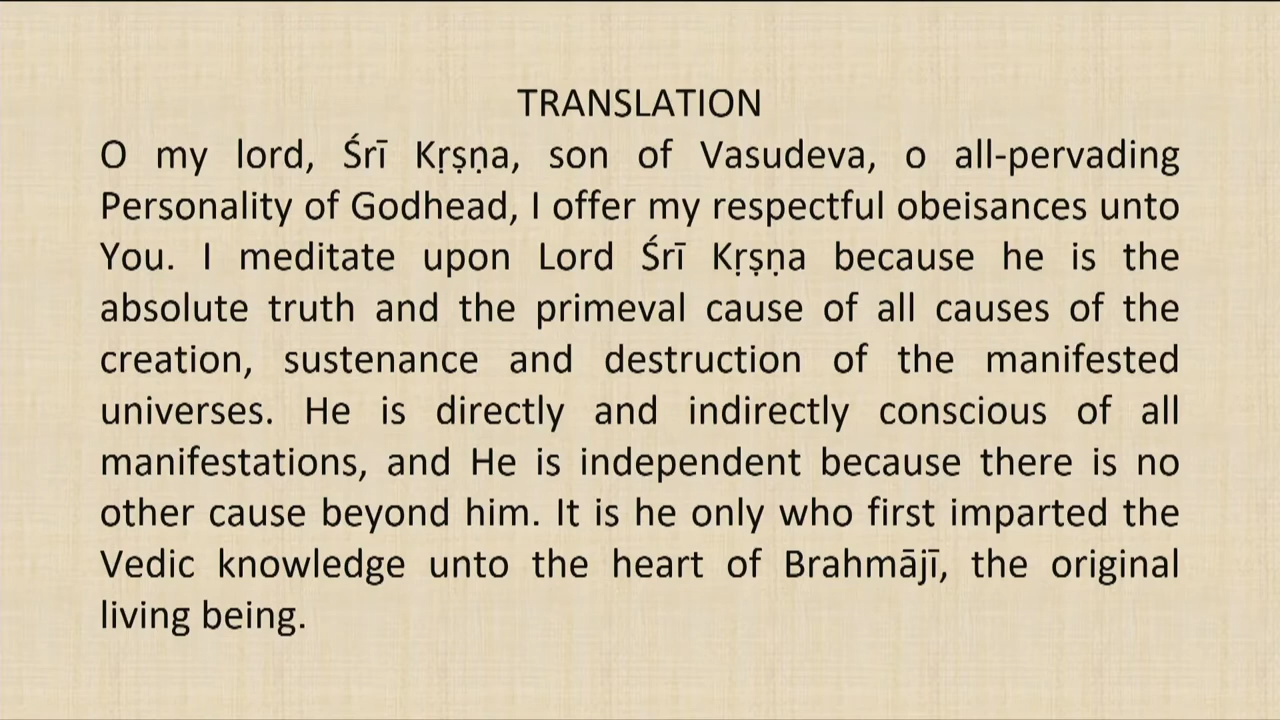 TRANSLATION
O my lord, Śrī Kṛṣṇa, son of Vasudeva, o all-pervading
Personality of Godhead, I offer my respectful obeisances unto
You. I meditate upon Lord Śrī Kṛṣṇa because he is the
absolute truth and the primeval cause of all causes of the
creation, sustenance and destruction of the manifested
universes. He is directly and indirectly conscious of all
manifestations, and He is independent because there is no
other cause beyond him. It is he only who first imparted the
Vedic knowledge unto the heart of Brahmājī, the original
living being.